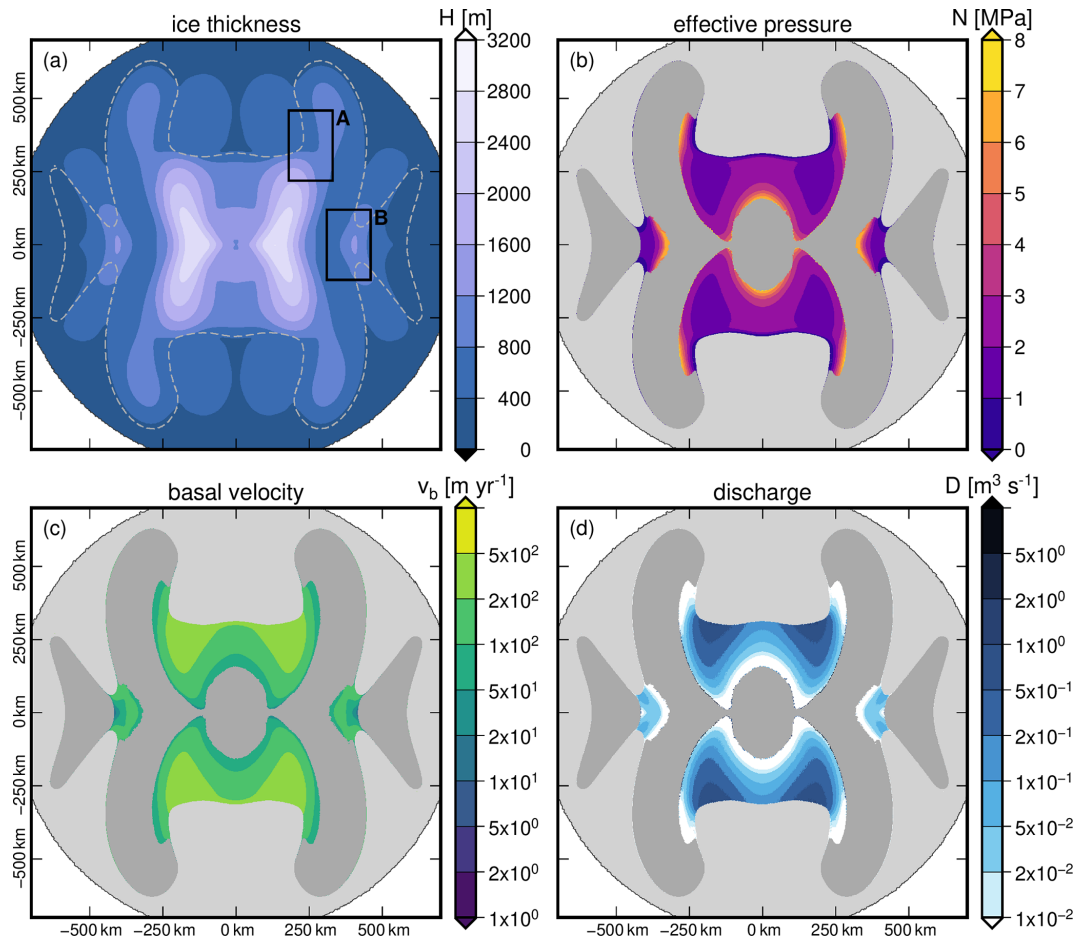 ice thickness
H [m]
(a)
A
B
3200
2800
2400
2000
1600
1200
800
400
0
500 km
250 km
0 km
−250 km
−500 km
effective pressure
N [MPa]
(b)
8
7
6
5
4
3
2
1
0
basal velocity
v_b [m yr⁻¹]
(c)
5x10²
2x10²
1x10²
5x10¹
2x10¹
1x10¹
5x10⁰
2x10⁰
1x10⁰
500 km
250 km
0 km
−250 km
−500 km
−500 km −250 km 0 km 250 km 500 km
discharge
D [m³ s⁻¹]
(d)
5x10⁰
2x10⁰
1x10⁰
5x10⁻¹
2x10⁻¹
1x10⁻¹
5x10⁻²
2x10⁻²
1x10⁻²
−500 km −250 km 0 km 250 km 500 km